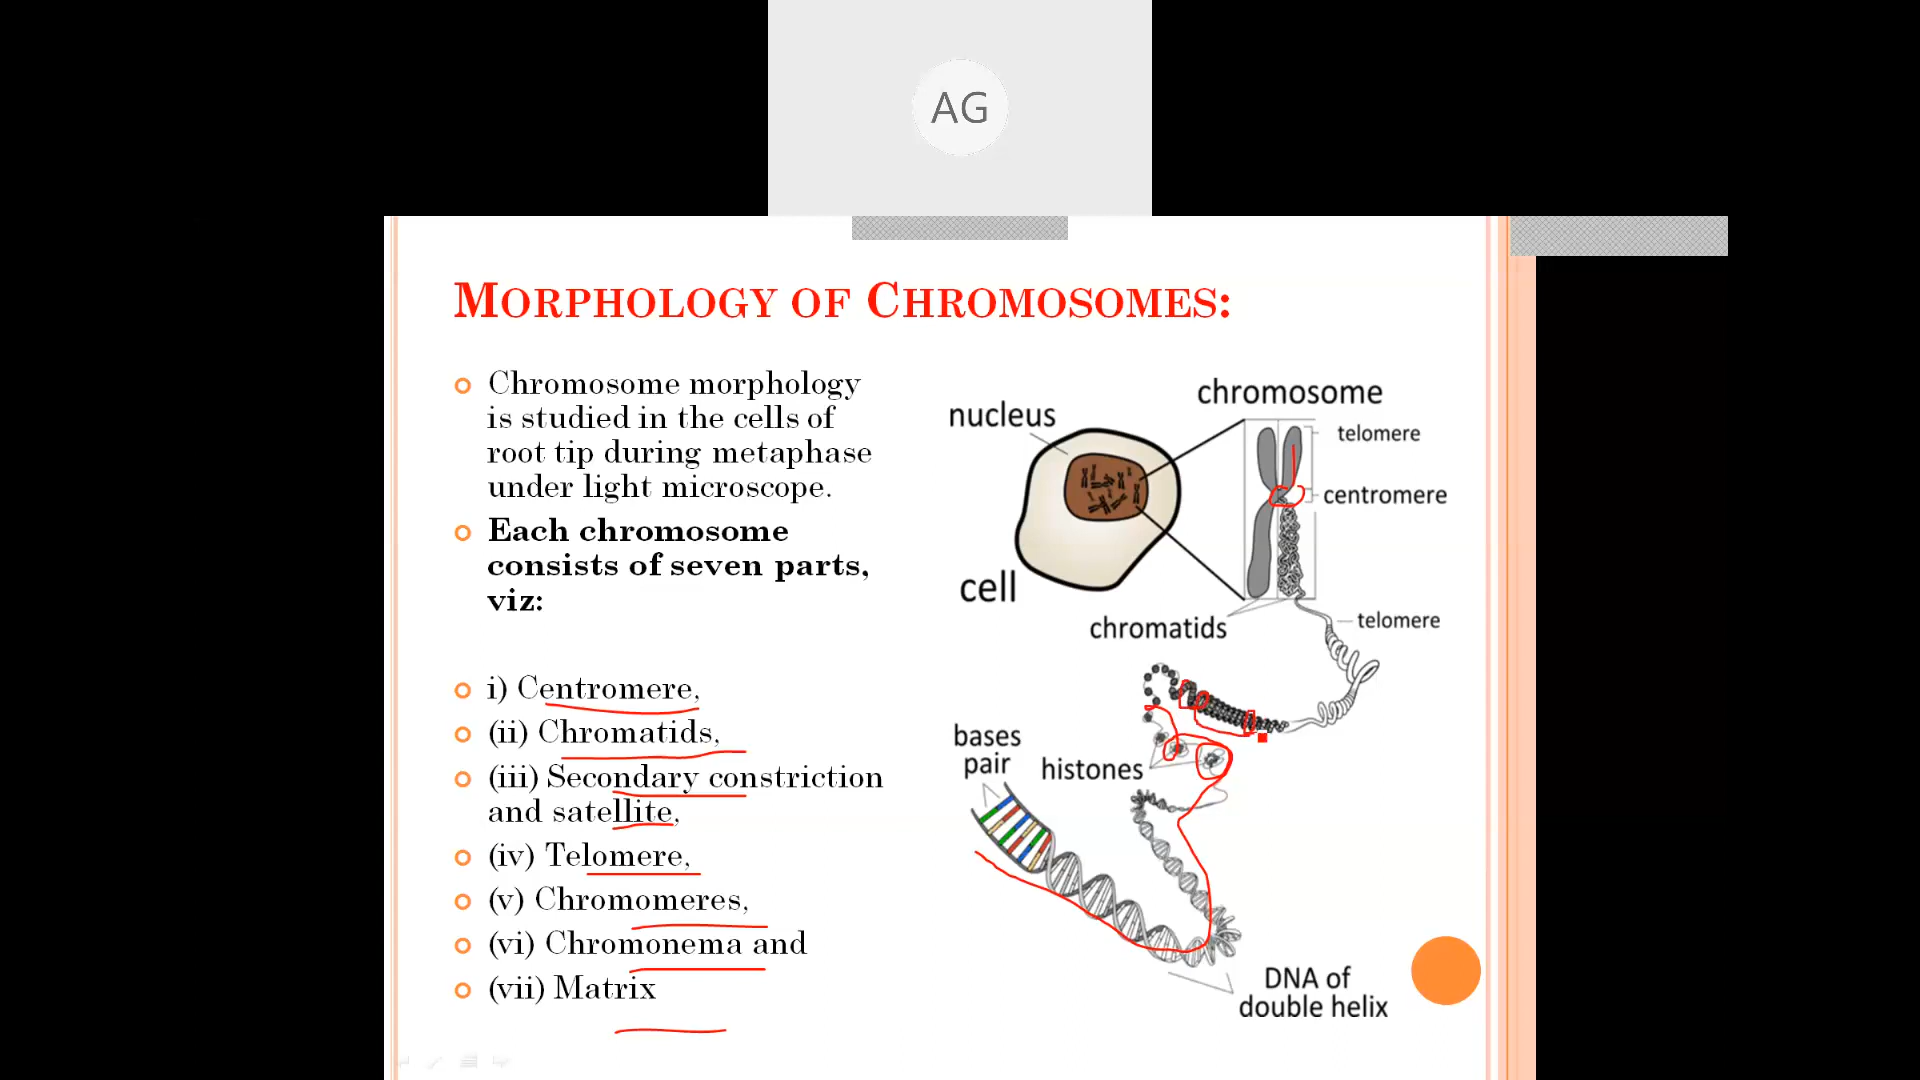 AG
MORPHOLOGY OF CHROMOSOMES:
Chromosome morphology
is studied in the cells of
root tip during metaphase
under light microscope.
Each chromosome
consists of seven parts,
viz:
i) Centromere,
(ii) Chromatids,
(iii) Secondary constriction
and satellite,
(iv) Telomere,
(v) Chromomeres,
(vi) Chromonema and
(vii) Matrix
chromosome
nucleus
telomere
centromere
cell
chromatids
telomere
bases
pair
histones
DNA of
double helix